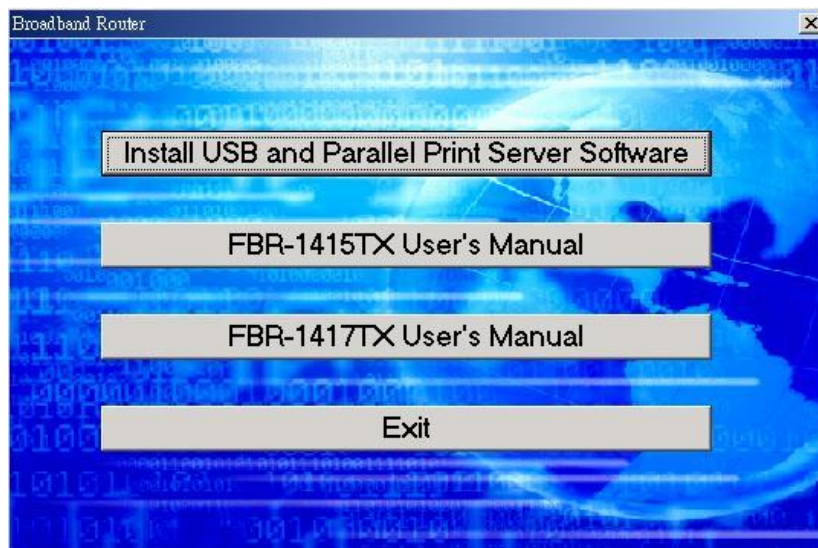 Broadband Router
Install USB and Parallel Print Server Software
FBR-1415TX User's Manual
FBR-1417TX User's Manual
Exit